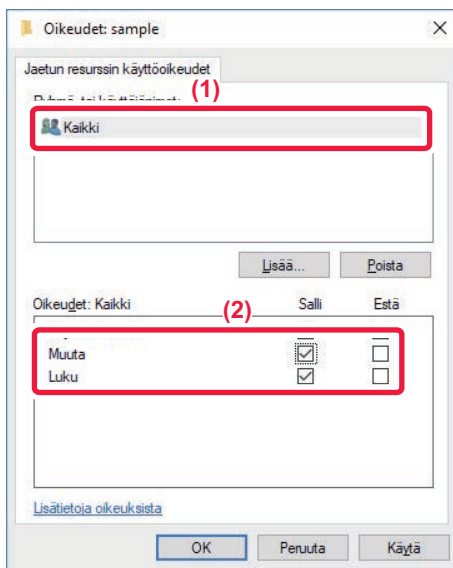 Oikeudet: sample
Jaetun resurssin käyttöoikeudet
(1)
Kaikki
Lisää...
Poista
Oikeudet: Kaikki
(2)
Salli
Estä
Muuta
Luku
Lisätietoja oikeuksista
OK
Peruuta
Käytä